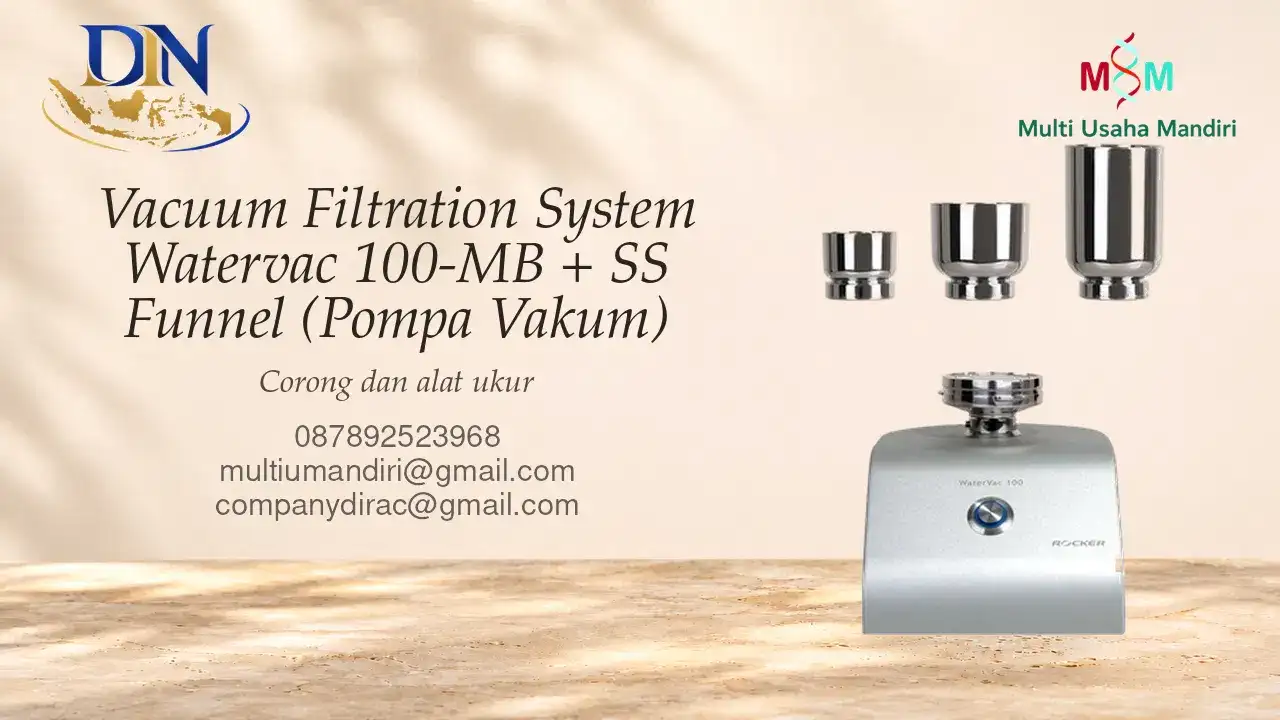 DIN
MSM
Multi Usaha Mandiri
Vacuum Filtration System
Watervac 100-MB + SS
Funnel (Pompa Vakum)
Corong dan alat ukur
087892523968
multiumandiri@gmail.com
companydirac@gmail.com
WaterVac 100
ROCKER